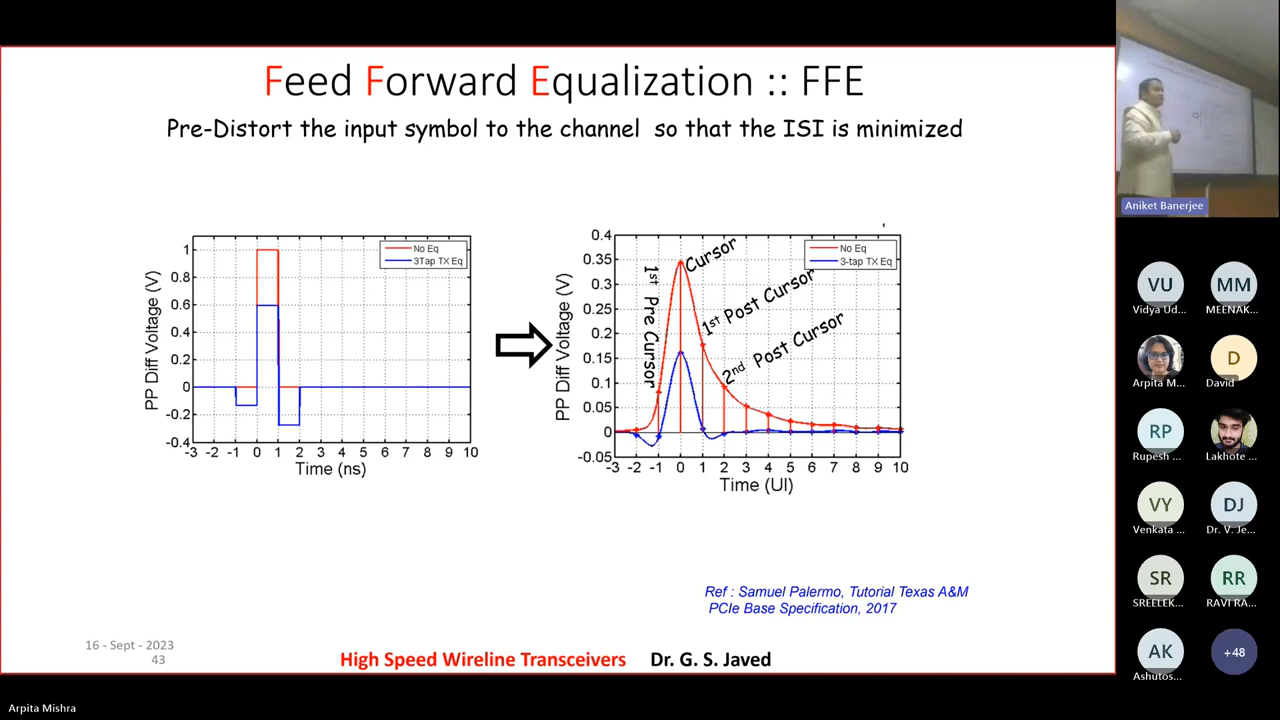 Feed Forward Equalization :: FFE
Pre-Distort the input symbol to the channel so that the ISI is minimized
PP Diff Voltage (V)
1
0.8
0.6
0.4
0.2
0
-0.2
-0.4
No Eq
3Tap TX Eq
-3 -2 -1 0 1 2 3 4 5 6 7 8 9 10
Time (ns)
PP Diff Voltage (V)
0.4
0.35
0.3
0.25
0.2
0.15
0.1
0.05
0
-0.05
1st Pre Cursor
Cursor
1st Post Cursor
2nd Post Cursor
No Eq
3-tap TX Eq
-3 -2 -1 0 1 2 3 4 5 6 7 8 9 10
Time (UI)
Ref : Samuel Palermo, Tutorial Texas A&M
PCIe Base Specification, 2017
16 - Sept - 2023
43
High Speed Wireline Transceivers Dr. G. S. Javed
Arpita Mishra
Aniket Banerjee
VU MM
Vidya Ud... MEENAK...
D
Arpita M... David
RP
Rupesh ... Lakhote ...
VY DJ
Venkata ... Dr. V. Je...
SR RR
SREELEK... RAVI RA...
AK +48
Ashutos...